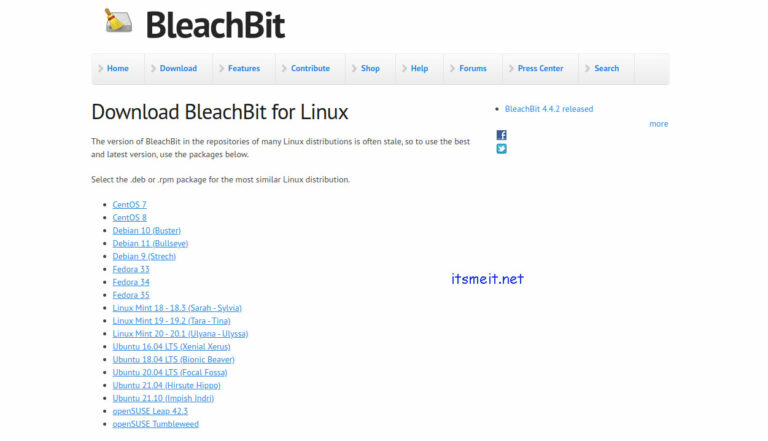 BleachBit
Home
Download
Features
Contribute
Shop
Help
Forums
Press Center
Search
Download BleachBit for Linux
The version of BleachBit in the repositories of many Linux distributions is often stale, so to use the best
and latest version, use the packages below.
Select the .deb or .rpm package for the most similar Linux distribution.
CentOS 7
CentOS 8
Debian 10 (Buster)
Debian 11 (Bullseye)
Debian 9 (Strech)
Fedora 33
Fedora 34
Fedora 35
Linux Mint 18 - 18.3 (Sarah - Sylvia)
Linux Mint 19 - 19.2 (Tara - Tina)
Linux Mint 20 - 20.1 (Ulyana - Ulyssa)
Ubuntu 16.04 LTS (Xenial Xerus)
Ubuntu 18.04 LTS (Bionic Beaver)
Ubuntu 20.04 LTS (Focal Fossa)
Ubuntu 21.04 (Hirsute Hippo)
Ubuntu 21.10 (Impish Indri)
openSUSE Leap 42.3
openSUSE Tumbleweed
BleachBit 4.4.2 released
more
itsmeit.net